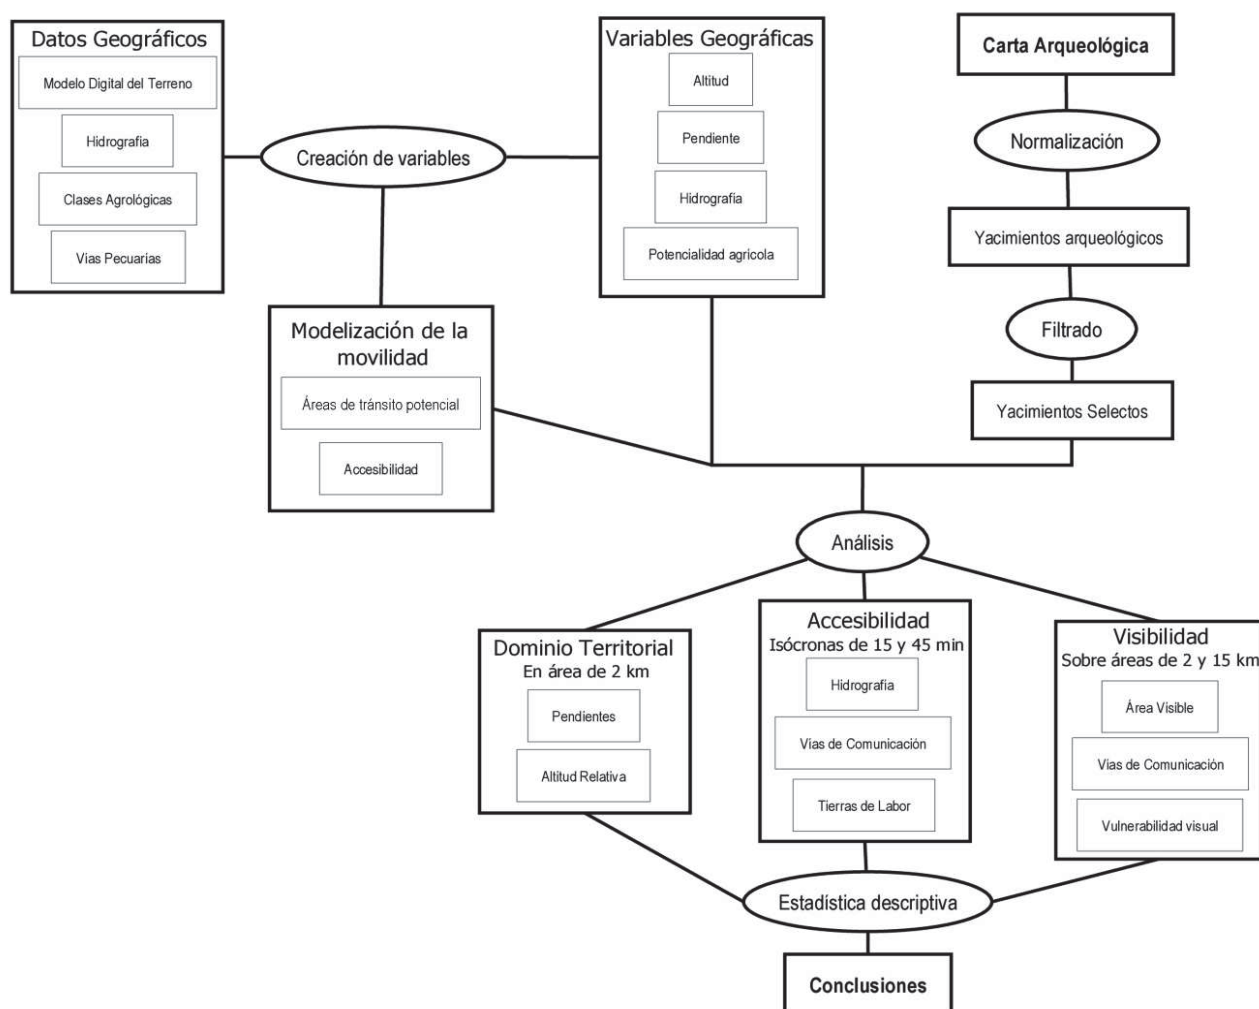 Datos Geográficos
Modelo Digital del Terreno
Hidrografia
Clases Agrológicas
Vias Pecuarias
Creación de variables
Variables Geográficas
Altitud
Pendiente
Hidrografía
Potencialidad agricola
Carta Arqueológica
Normalización
Yacimientos arqueológicos
Filtrado
Yacimientos Selectos
Modelización de la
movilidad
Áreas de tránsito potencial
Accesibilidad
Análisis
Dominio Territorial
En área de 2 km
Pendientes
Altitud Relativa
Accesibilidad
Isócronas de 15 y 45 min
Hidrografía
Vías de Comunicación
Tierras de Labor
Visibilidad
Sobre áreas de 2 y 15 km
Área Visible
Vías de Comunicación
Vulnerabilidad visual
Estadística descriptiva
Conclusiones